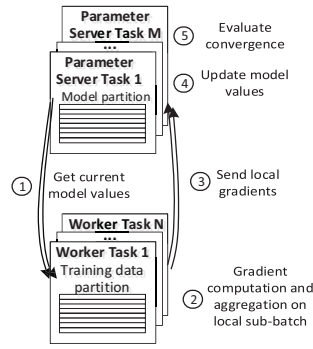 Parameter
Server Task M
...
Parameter
Server Task 1
Model partition
5 Evaluate
convergence
4 Update model
values
1 Get current
model values
3 Send local
gradients
Worker Task N
...
Worker Task 1
Training data
partition
2 Gradient
computation and
aggregation on
local sub-batch